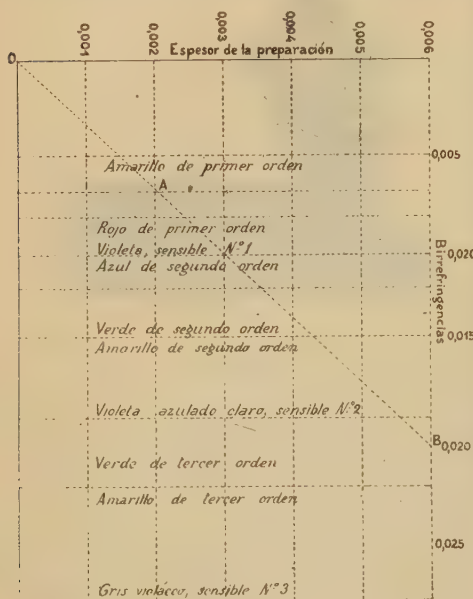 0,001 0,002 0,003 0,004 0,005 0,006
Espesor de la preparación
0
0,005
Amarillo de primer orden
A
Rojo de primer orden
Violeta, sensible N.º 1
0,020
Azul de segundo orden
Birrefringencias
Verde de segundo orden
0,015
Amarillo de segundo orden
Violeta azulado claro, sensible N.º 2
B 0,020
Verde de tercer orden
Amarillo de tercer orden
0,025
Gris violáceo, sensible N.º 3